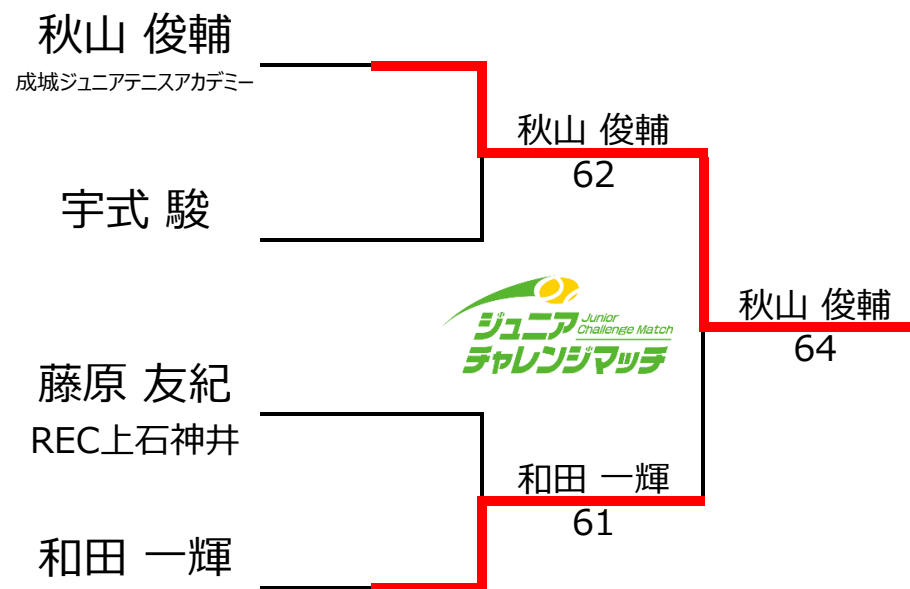 秋山 俊輔
成城ジュニアテニスアカデミー
秋山 俊輔
62
宇式 駿
秋山 俊輔
64
ジュニア
Junior
Challenge Match
チャレンジマッチ
藤原 友紀
REC上石神井
和田 一輝
61
和田 一輝